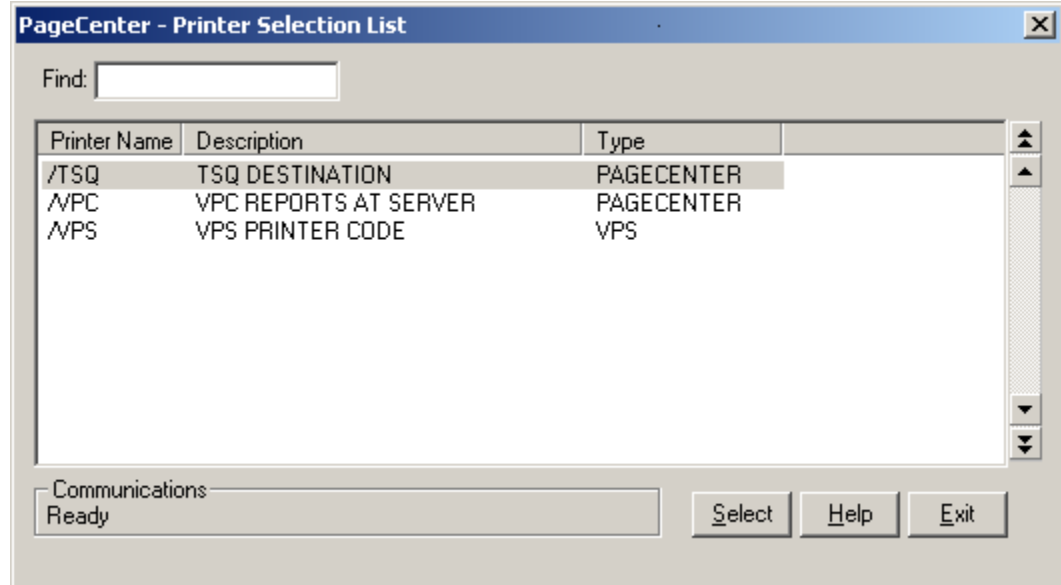 PageCenter - Printer Selection List
Find:
Printer Name Description Type
/TSQ TSQ DESTINATION PAGECENTER
/VPC VPC REPORTS AT SERVER PAGECENTER
/VPS VPS PRINTER CODE VPS
Communications
Ready
Select Help Exit